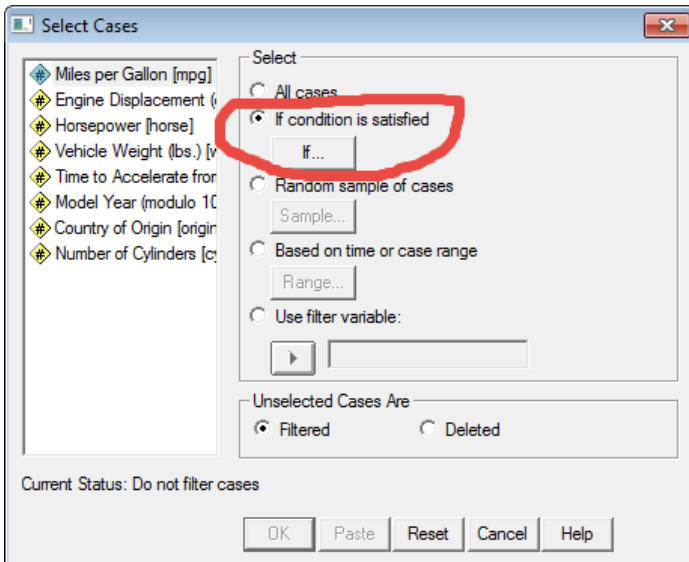 Select Cases
Miles per Gallon [mpg]
Engine Displacement (
Horsepower [horse]
Vehicle Weight (lbs.) [w
Time to Accelerate from
Model Year (modulo 10
Country of Origin [origin
Number of Cylinders [cy
Select
All cases
If condition is satisfied
If...
Random sample of cases
Sample...
Based on time or case range
Range...
Use filter variable:
Unselected Cases Are
Filtered
Deleted
Current Status: Do not filter cases
OK
Paste
Reset
Cancel
Help